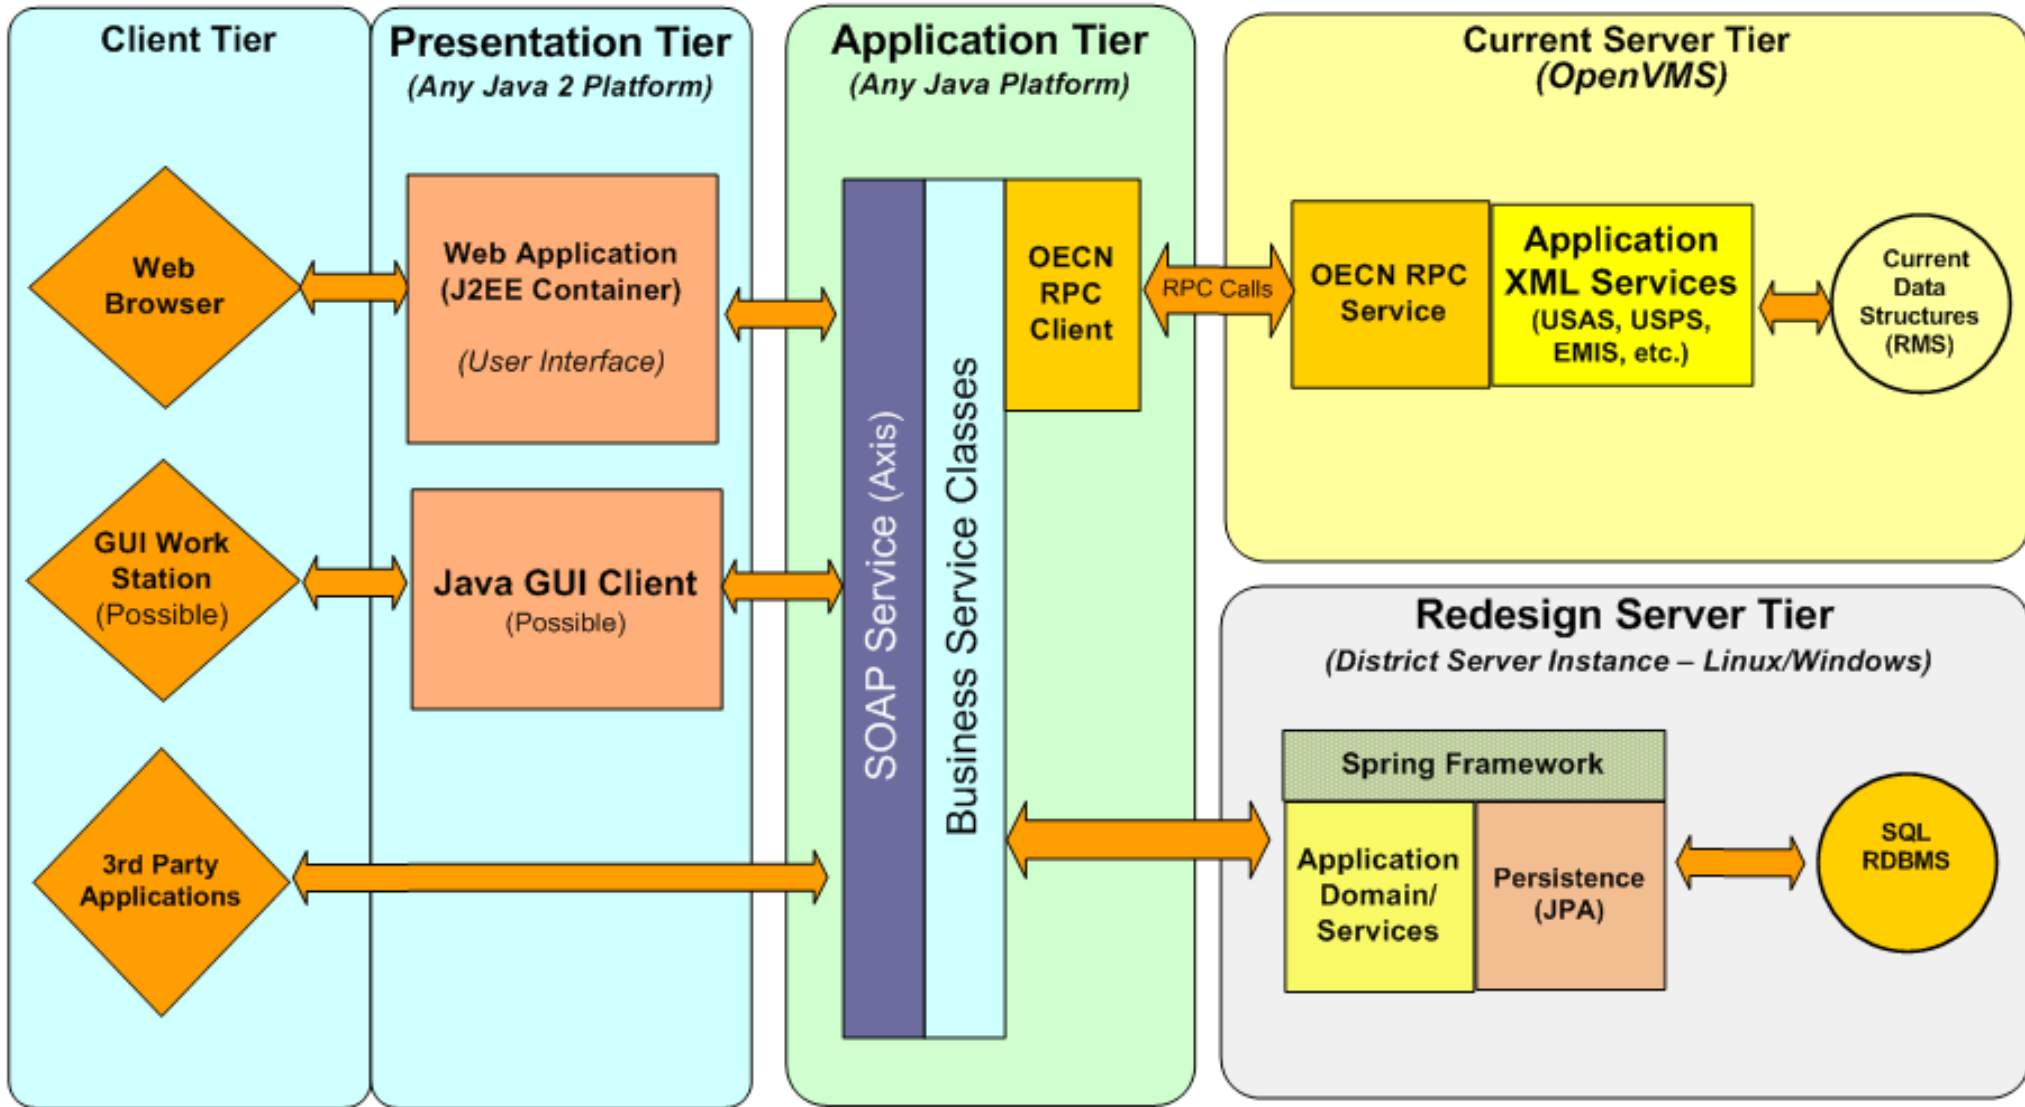 Client Tier
Presentation Tier
(Any Java 2 Platform)
Application Tier
(Any Java Platform)
Current Server Tier
(OpenVMS)
Web
Browser
Web Application
(J2EE Container)
(User Interface)
OECN
RPC
Client
RPC Calls
OECN RPC
Service
Application
XML Services
(USAS, USPS,
EMIS, etc.)
Current
Data
Structures
(RMS)
SOAP Service (Axis)
Business Service Classes
GUI Work
Station
(Possible)
Java GUI Client
(Possible)
Redesign Server Tier
(District Server Instance – Linux/Windows)
Spring Framework
3rd Party
Applications
Application
Domain/
Services
Persistence
(JPA)
SQL
RDBMS